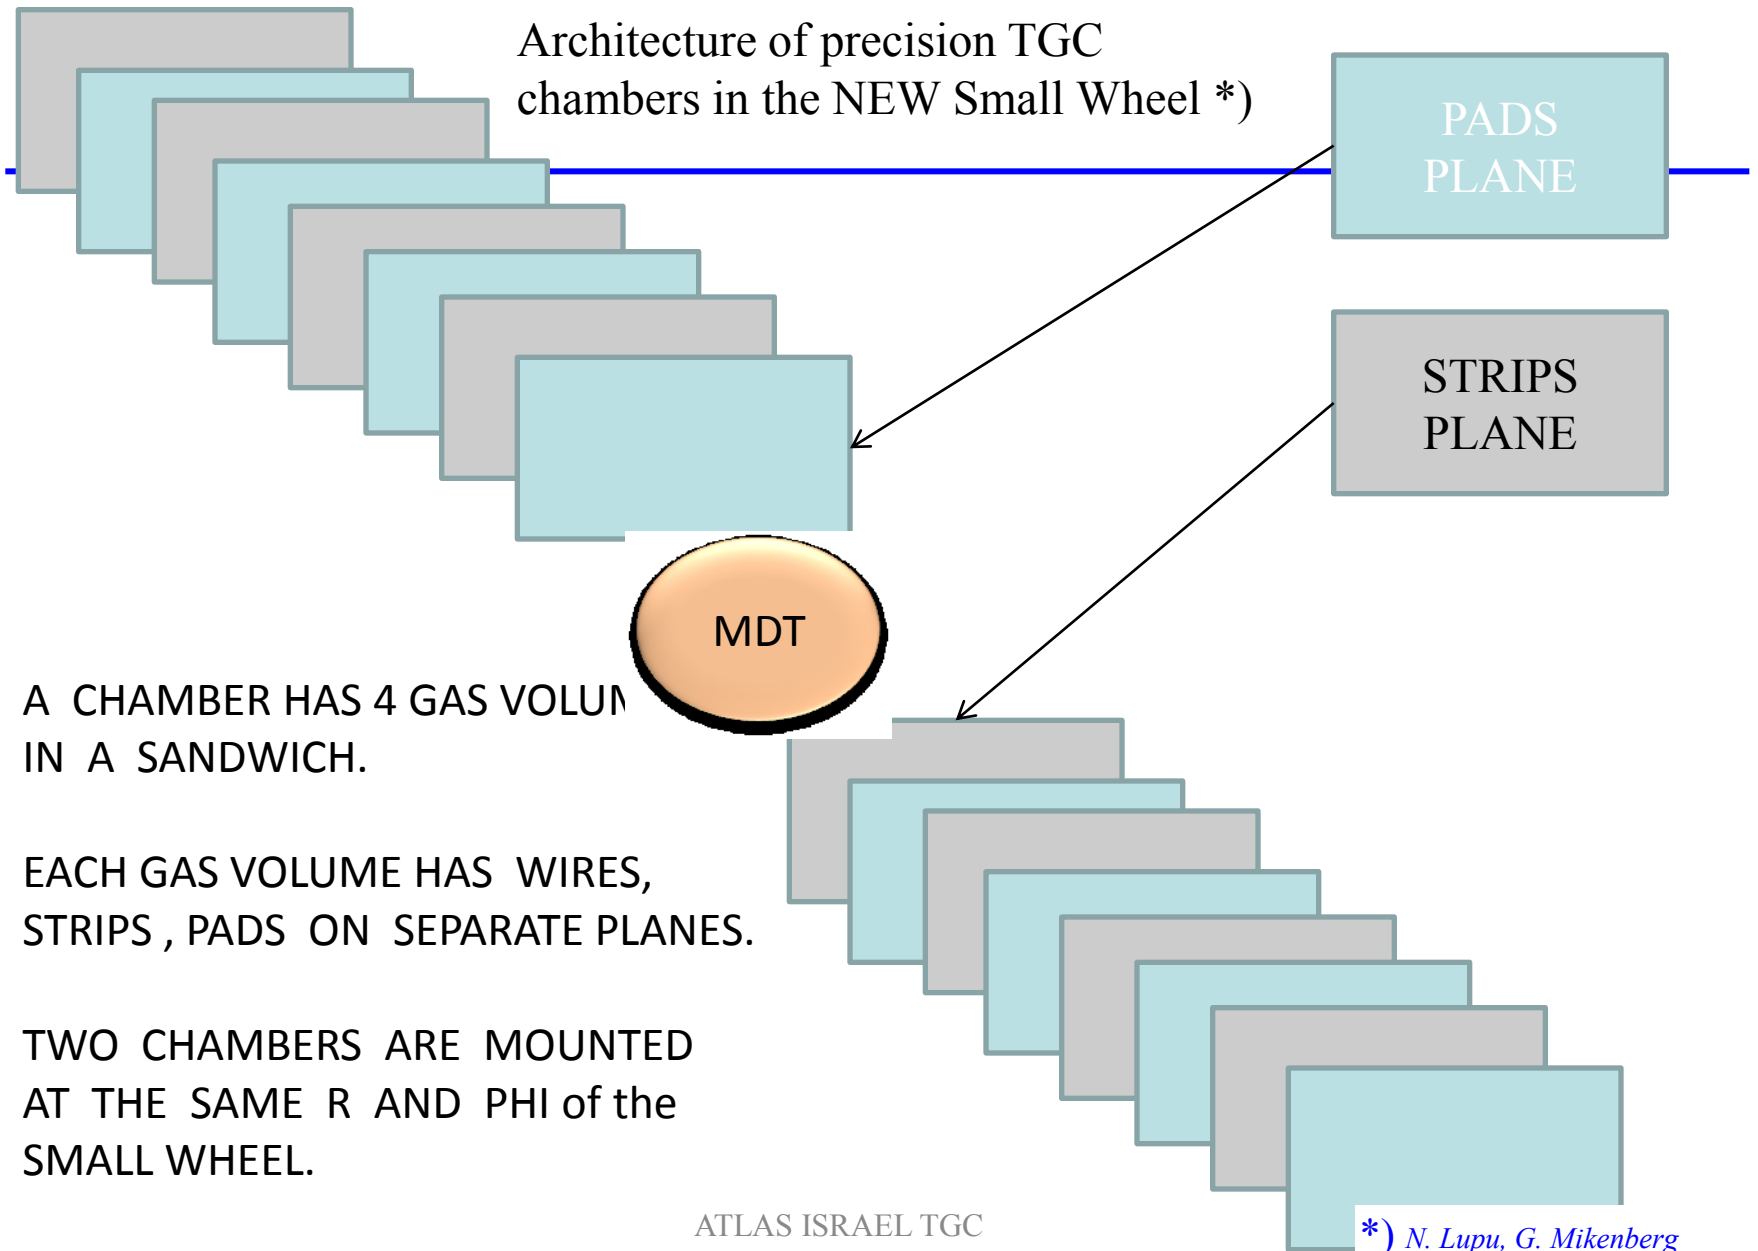 Architecture of precision TGC
chambers in the NEW Small Wheel *)
PADS
PLANE
STRIPS
PLANE
MDT
A CHAMBER HAS 4 GAS
IN A SANDWICH.
EACH GAS VOLUME HAS WIRES,
STRIPS , PADS ON SEPARATE PLANES.
TWO CHAMBERS ARE MOUNTED
AT THE SAME R AND PHI of the
SMALL WHEEL.
ATLAS ISRAEL TGC
*) N. Lupu, G. Mikenberg